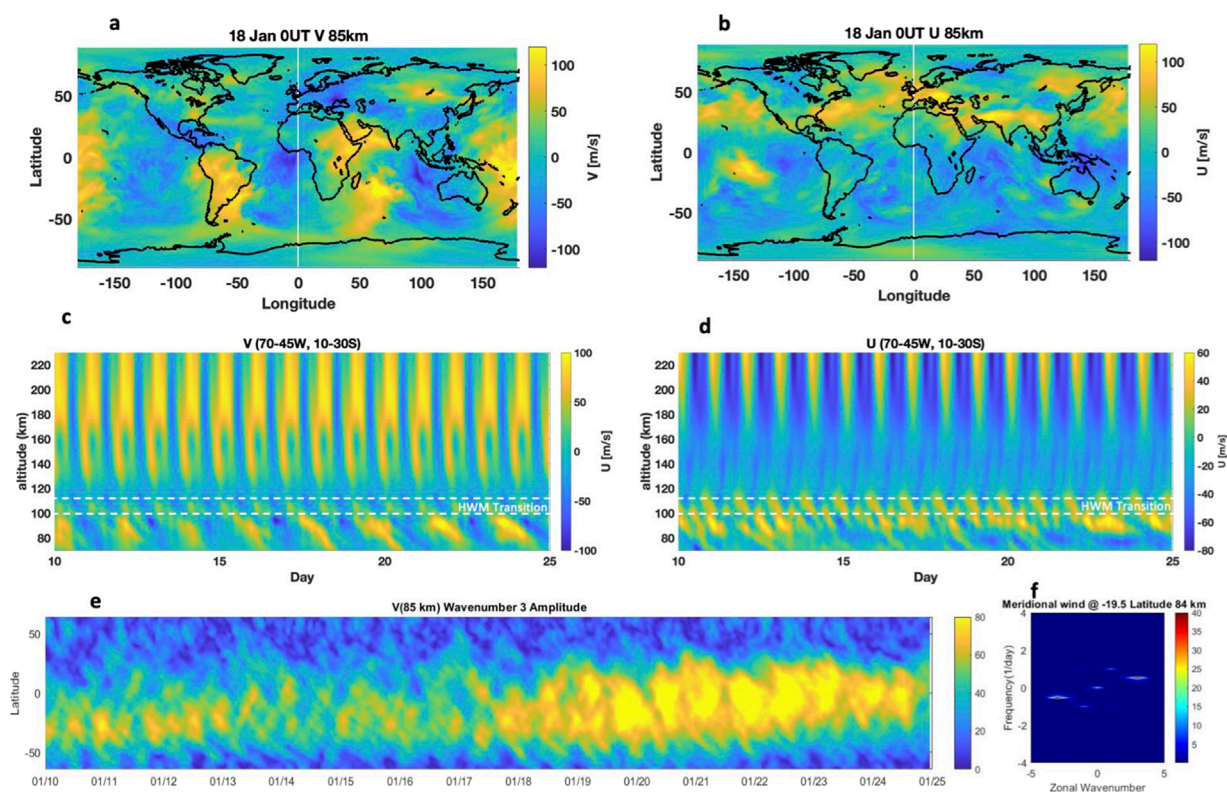 a
18 Jan 0UT V 85km
50
0
-50
Latitude
-150 -100 -50 0 50 100 150
Longitude
100
50
0
-50
-100
V [m/s]
b
18 Jan 0UT U 85km
50
0
-50
Latitude
-150 -100 -50 0 50 100 150
Longitude
100
50
0
-50
-100
U [m/s]
c
V (70-45W, 10-30S)
220
200
180
160
140
120
100
80
altitude (km)
HWM Transition
10 15 20 25
Day
100
50
0
-50
-100
U [m/s]
d
U (70-45W, 10-30S)
220
200
180
160
140
120
100
80
altitude (km)
HWM Transition
10 15 20 25
Day
60
40
20
0
-20
-40
-60
-80
U [m/s]
e
V(85 km) Wavenumber 3 Amplitude
50
0
-50
Latitude
01/10 01/11 01/12 01/13 01/14 01/15 01/16 01/17 01/18 01/19 01/20 01/21 01/22 01/23 01/24 01/25
80
60
40
20
0
f
Meridional wind @ -19.5 Latitude 84 km
4
2
0
-2
-4
Frequency(1/day)
-5 0 5
Zonal Wavenumber
40
35
30
25
20
15
10
5